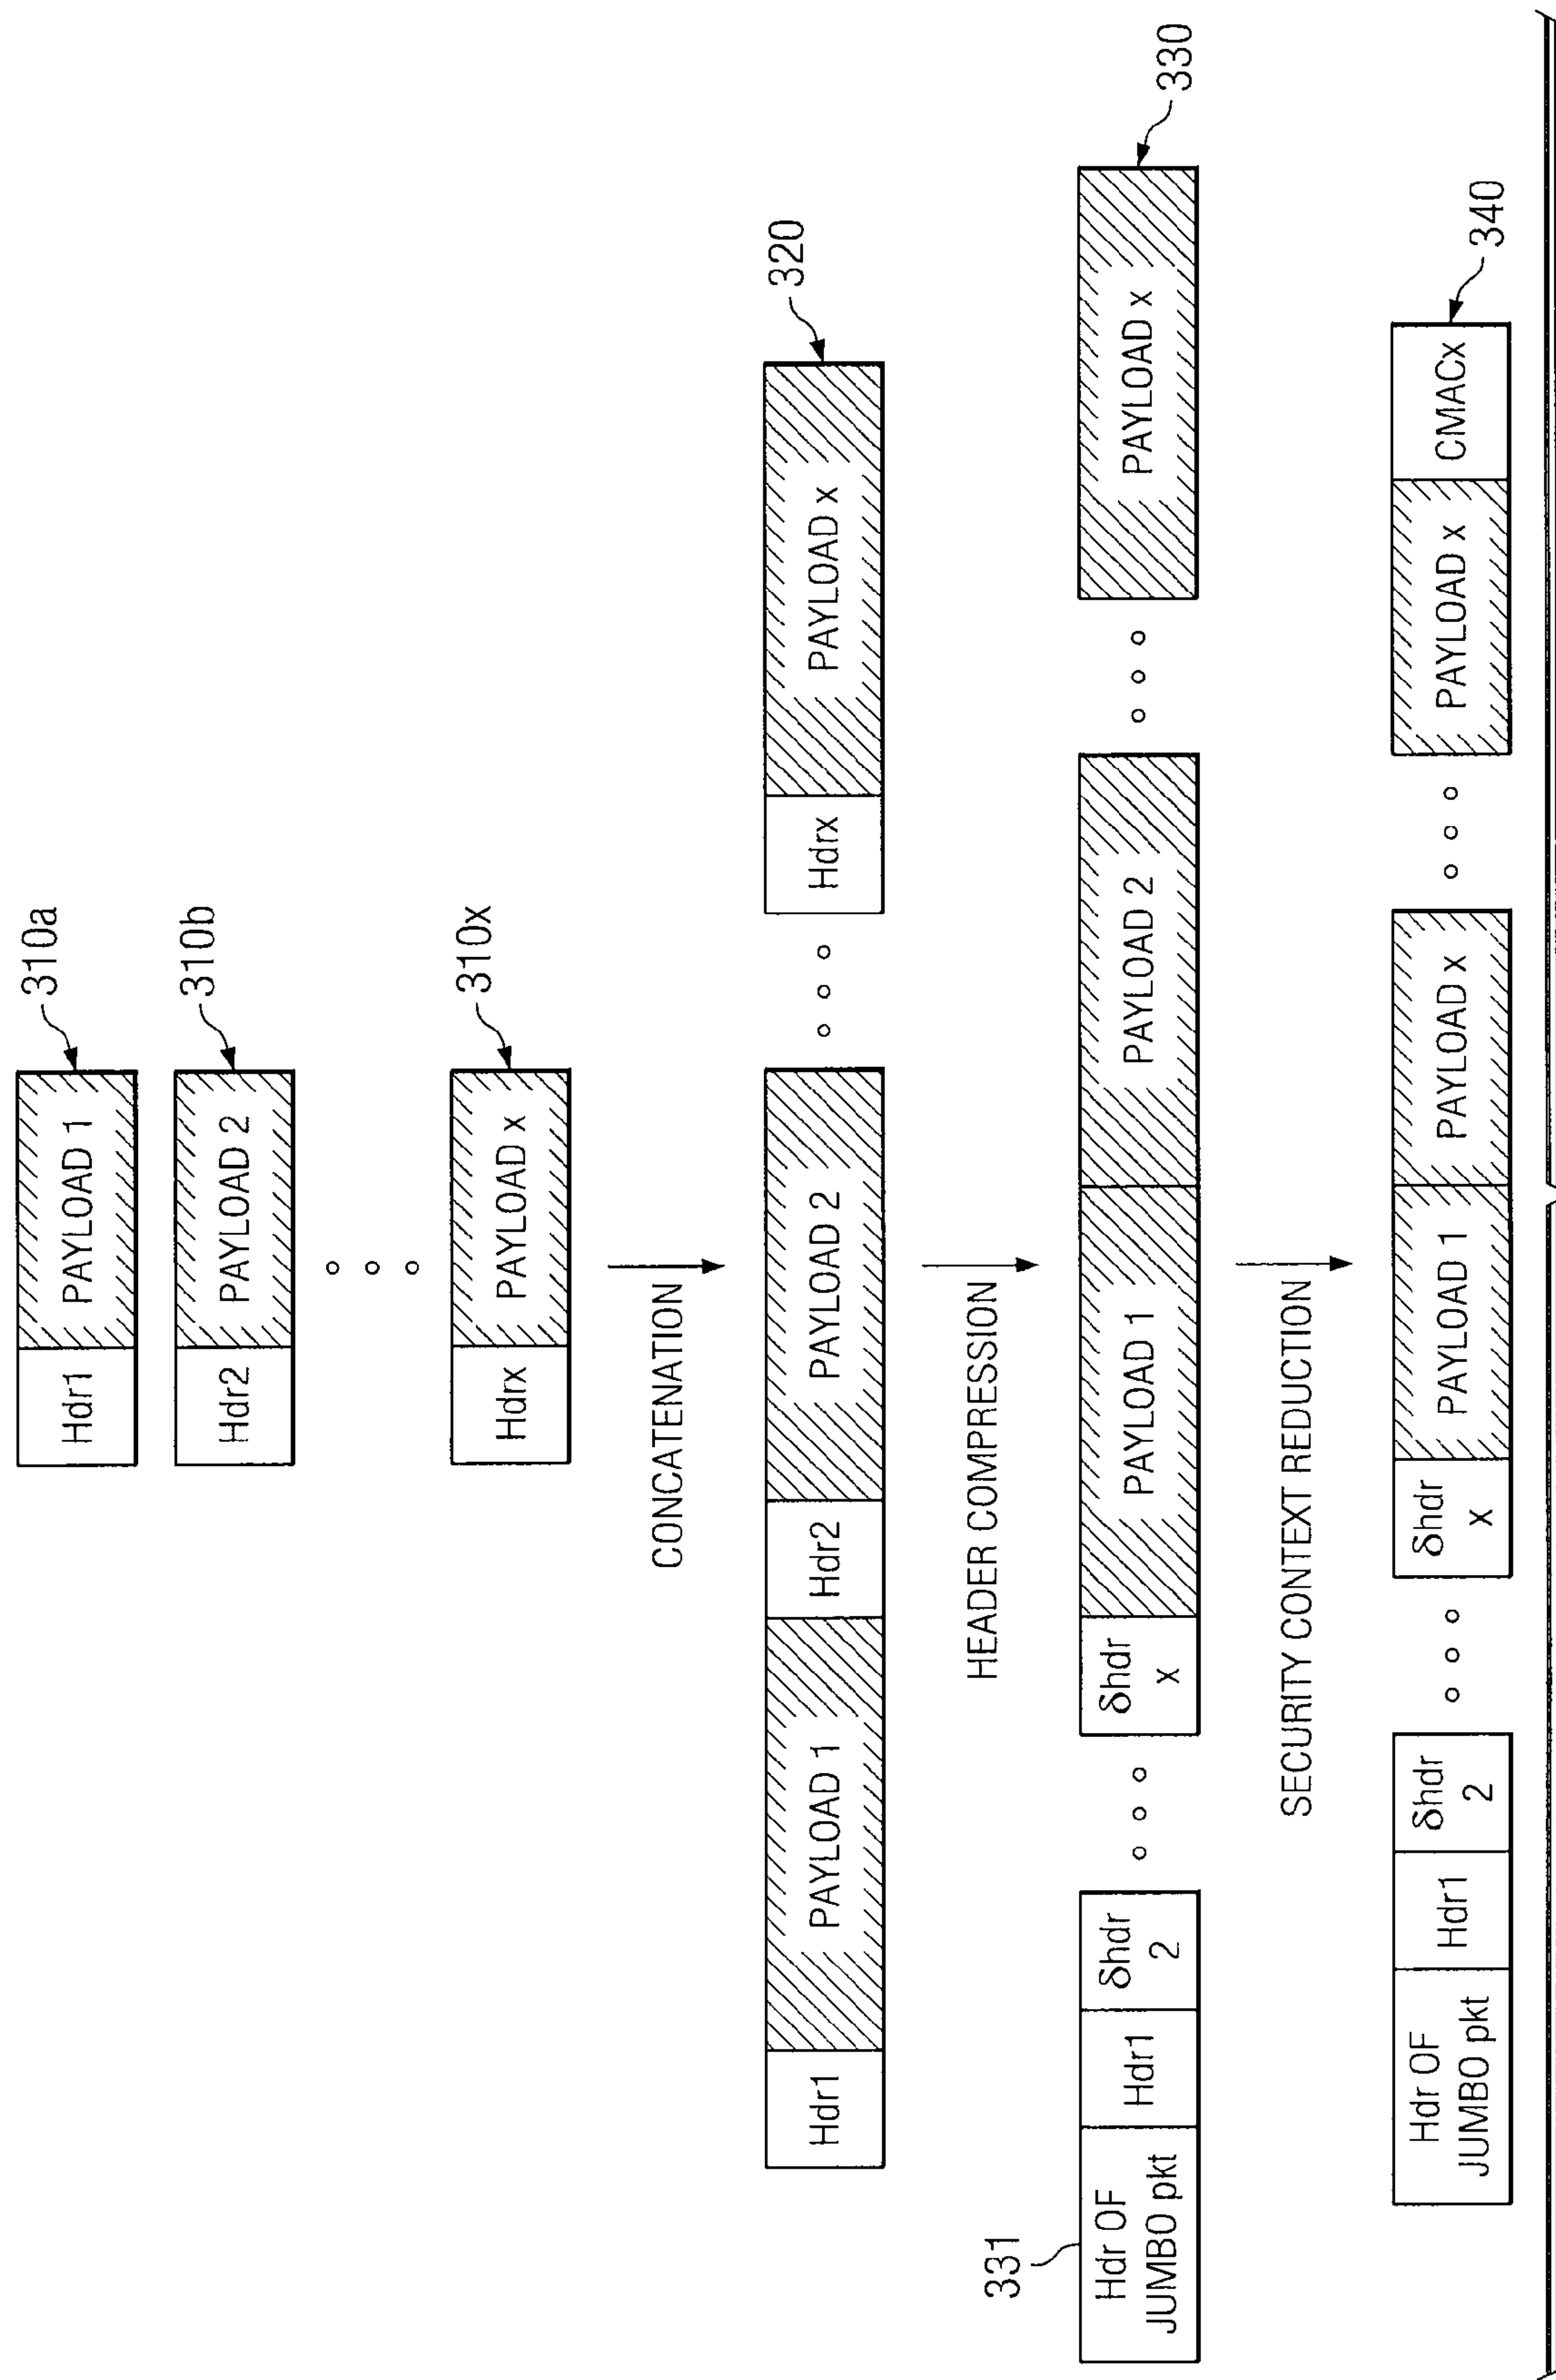 Hdr1 PAYLOAD 1
310a
Hdr2 PAYLOAD 2
310b
Hdrx PAYLOAD x
310x
CONCATENATION
Hdr1 PAYLOAD 1 Hdr2 PAYLOAD 2 Hdrx PAYLOAD x
320
HEADER COMPRESSION
331
Hdr OF
JUMBO pkt
Hdr1
δhdr
2
δhdr
x
PAYLOAD 1 PAYLOAD 2 PAYLOAD x
330
SECURITY CONTEXT REDUCTION
Hdr OF
JUMBO pkt
Hdr1
δhdr
2
δhdr
x
PAYLOAD 1 PAYLOAD x PAYLOAD x CMACx
340